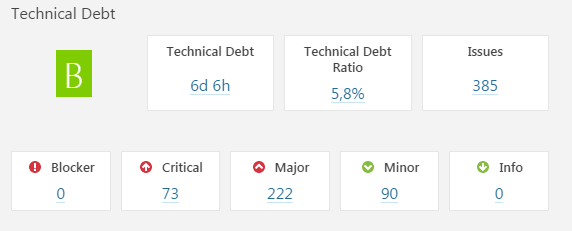 Technical Debt
B
Technical Debt
6d 6h
Technical Debt
Ratio
5,8%
Issues
385
Blocker
0
Critical
73
Major
222
Minor
90
Info
0